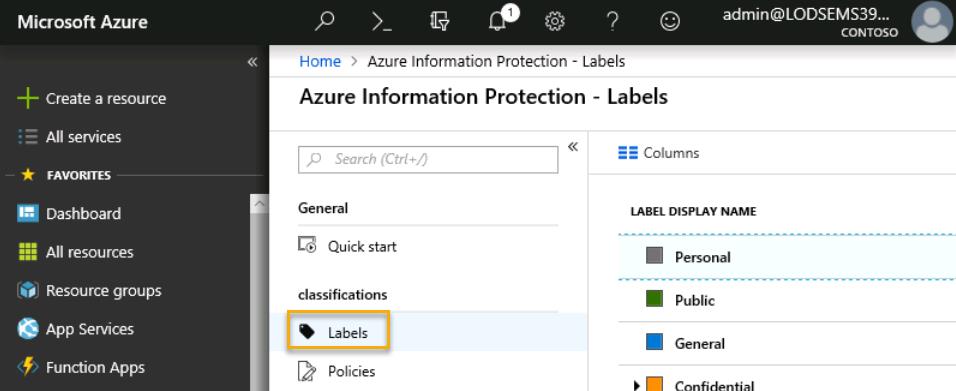 Microsoft Azure
1
admin@LODSEMS39...
CONTOSO
«
Create a resource
All services
FAVORITES
Dashboard
All resources
Resource groups
App Services
Function Apps
Home > Azure Information Protection - Labels
Azure Information Protection - Labels
Search (Ctrl+/)
«
General
Quick start
classifications
Labels
Policies
Columns
LABEL DISPLAY NAME
Personal
Public
General
Confidential